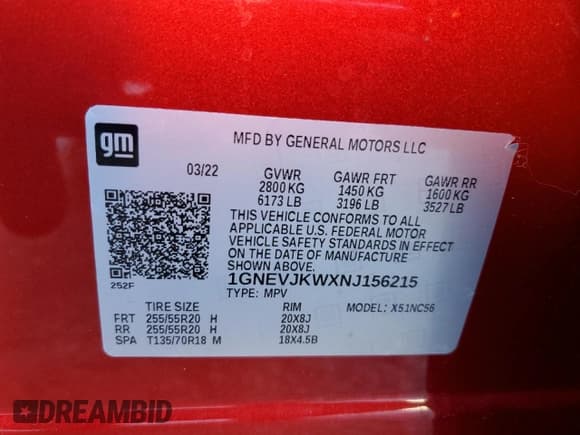 gm
MFD BY GENERAL MOTORS LLC
03/22 GVWR GAWR FRT GAWR RR
2800 KG 1450 KG 1600 KG
6173 LB 3196 LB 3527 LB
THIS VEHICLE CONFORMS TO ALL
APPLICABLE U.S. FEDERAL MOTOR
VEHICLE SAFETY STANDARDS IN EFFECT
ON THE DATE OF MANUFACTURE
SHOWN ABOVE.
252F 1GNEVJKWXNJ156215
TYPE: MPV MODEL: X51NC56
TIRE SIZE RIM
FRT 255/55R20 H 20X8J
RR 255/55R20 H 20X8J
SPA T135/70R18 M 18X4.5B
DREAMBID